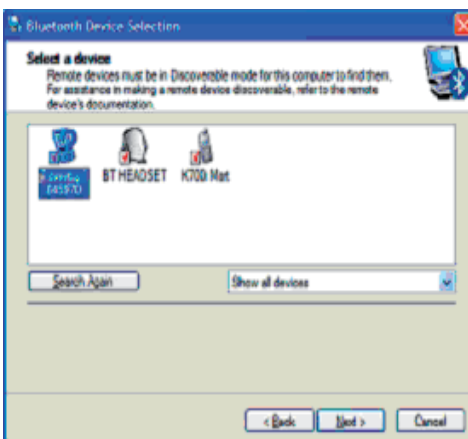 Bluetooth Device Selection
Select a device
Remote devices must be in Discoverable mode for this computer to find them.
For assistance in making a remote device discoverable, refer to the remote
device's documentation.
BT HEADSET K700i Mart
Search Again Show all devices
< Back Next > Cancel